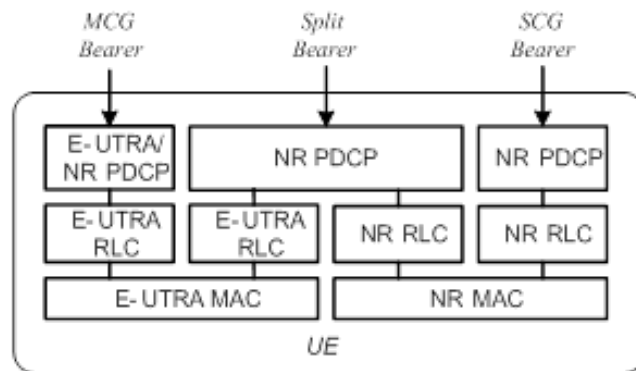 MCG Bearer
Split Bearer
SCG Bearer
E-UTRA/ NR PDCP
NR PDCP
NR PDCP
E-UTRA RLC
E-UTRA RLC
NR RLC
NR RLC
E-UTRA MAC
NR MAC
UE